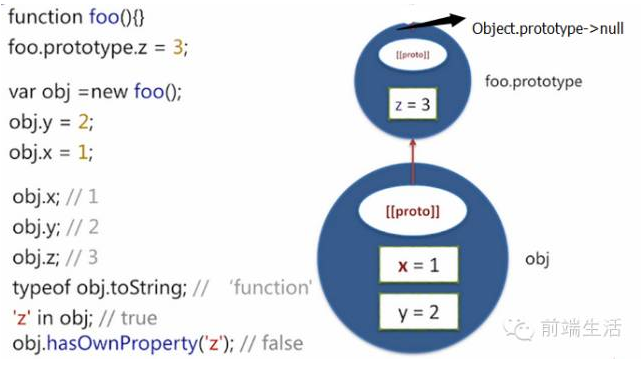 function foo(){}
foo.prototype.z = 3;
var obj =new foo();
obj.y = 2;
obj.x = 1;
obj.x; // 1
obj.y; // 2
obj.z; // 3
typeof obj.toString; // ‘function'
'z' in obj; // true
obj.hasOwnProperty('z'); // false
Object.prototype->null
[[proto]]
z = 3
foo.prototype
[[proto]]
x = 1
y = 2
obj
前端生活